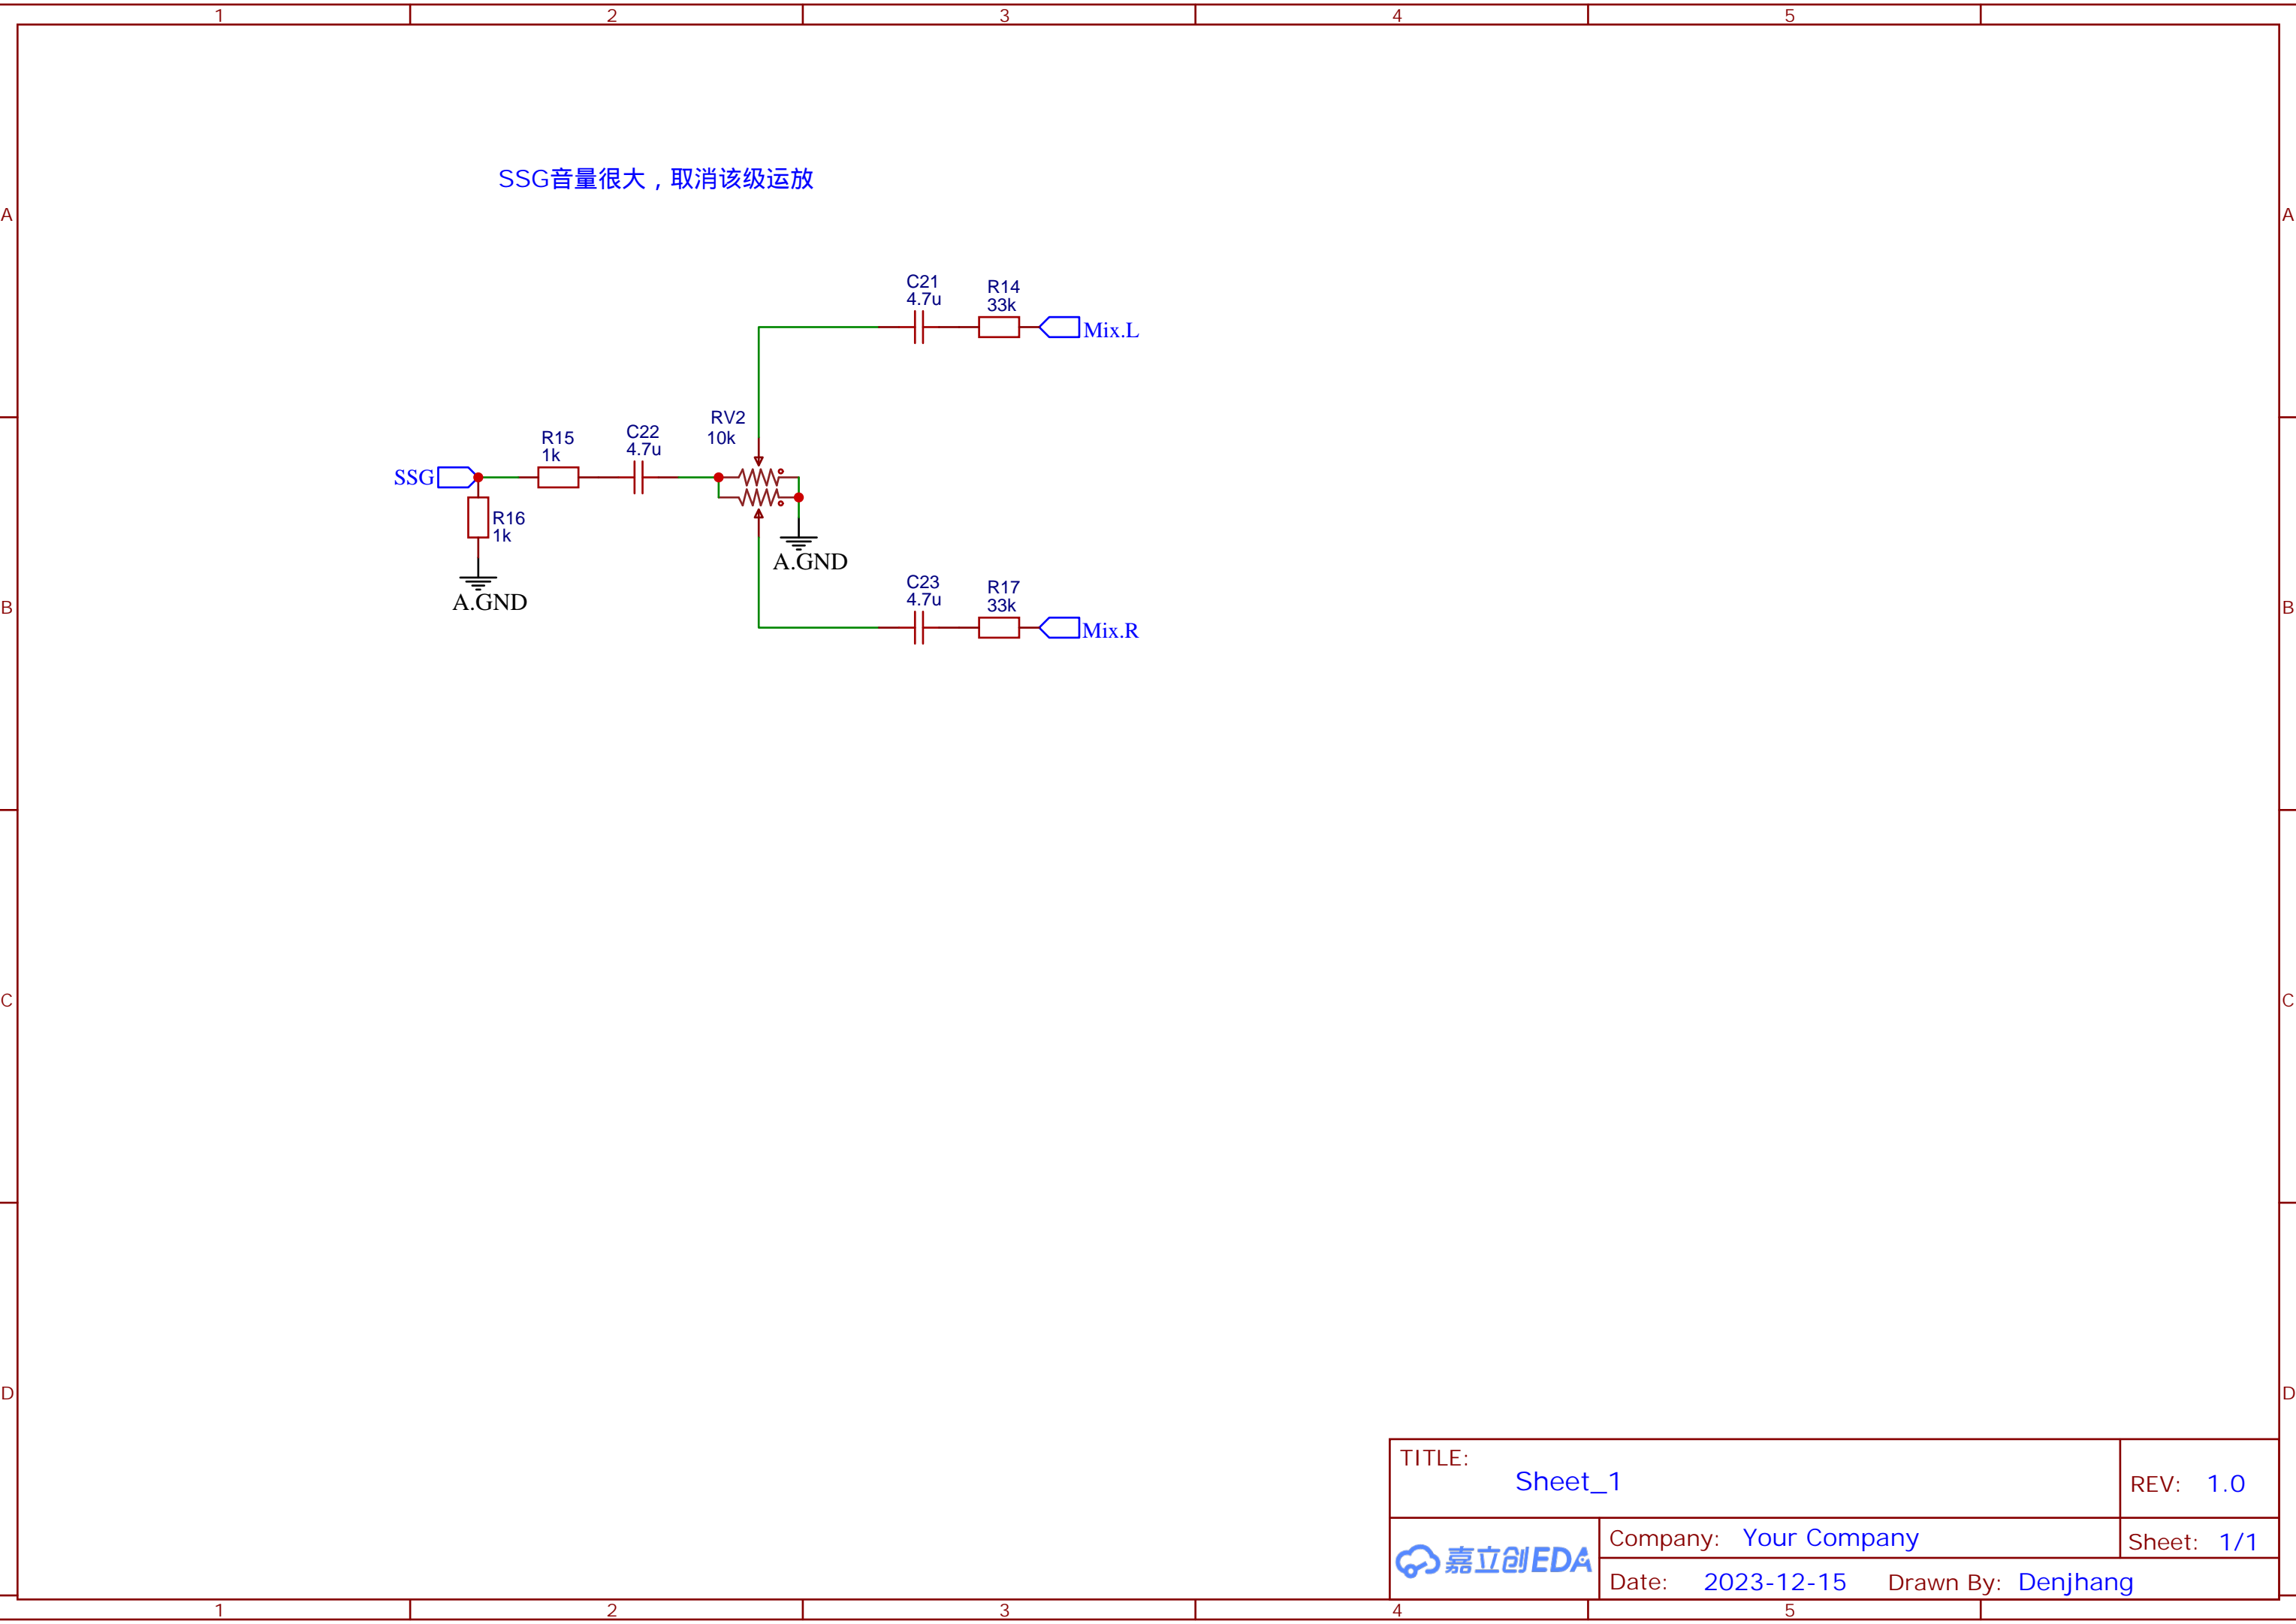 1 2 3 4 5
A A
SSG音量很大，取消该级运放
C21
4.7u
R14
33k
Mix.L
RV2
10k
R15
1k
C22
4.7u
SSG
R16
1k
A.GND
A.GND
C23
4.7u
R17
33k
Mix.R
B B
C C
D D
TITLE:
Sheet_1
REV: 1.0
嘉立创EDA
Company: Your Company
Sheet: 1/1
Date: 2023-12-15 Drawn By: Denjhang
1 2 3 4 5